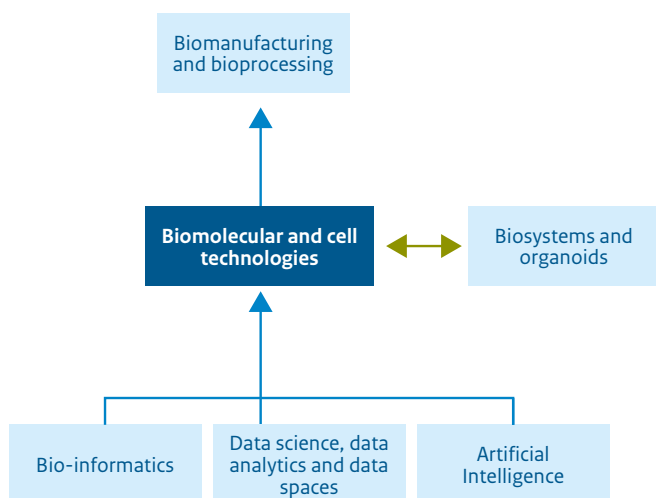 Biomanufacturing
and bioprocessing
Biomolecular and cell
technologies
Biosystems and
organoids
Bio-informatics
Data science, data
analytics and data
spaces
Artificial
Intelligence